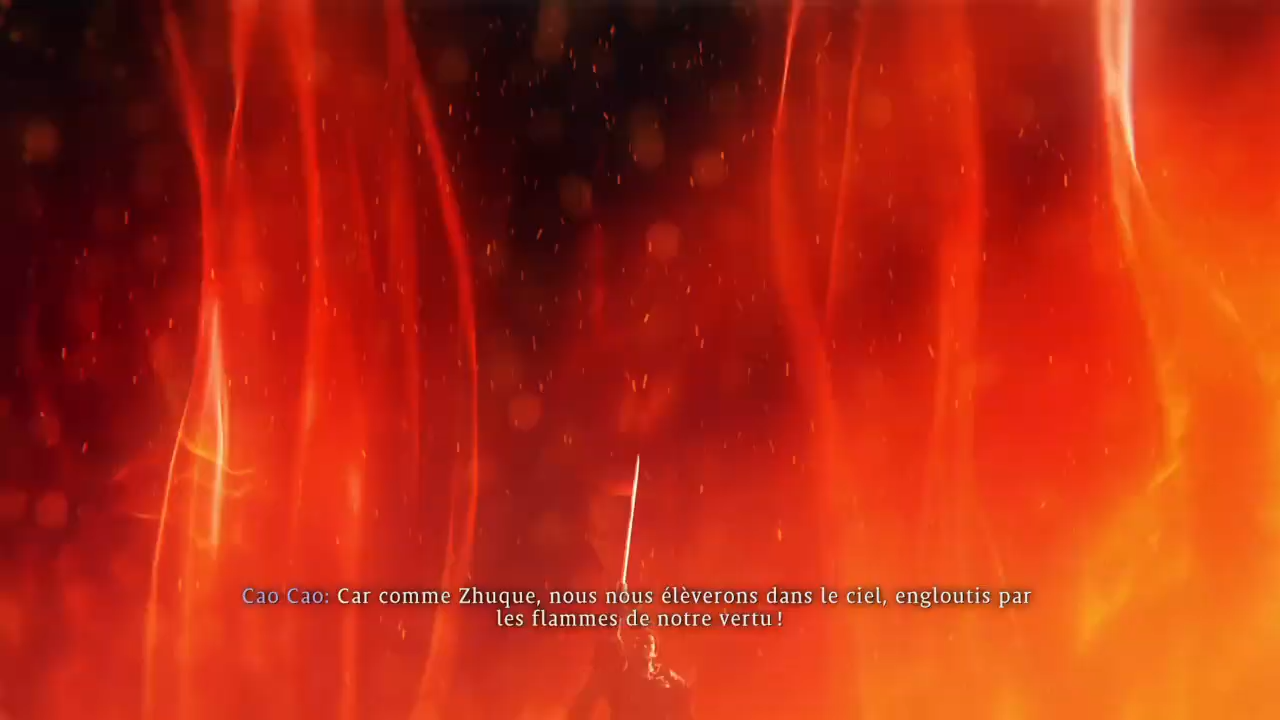 Cao Cao: Car comme Zhuque, nous nous élèverons dans le ciel, engloutis par
les flammes de notre vertu !